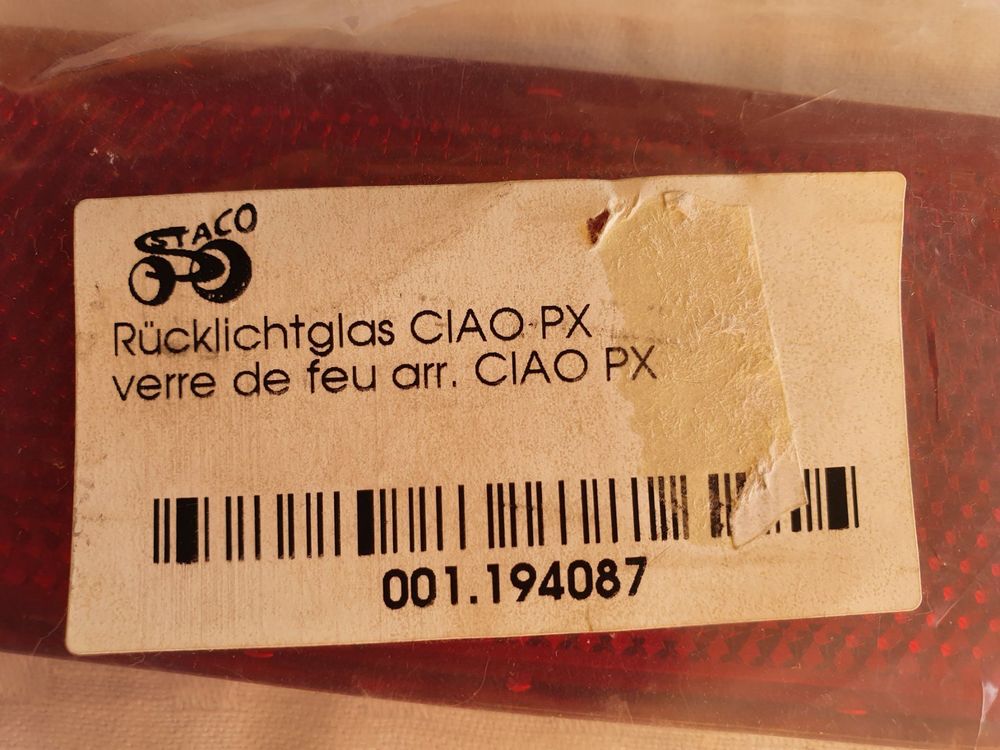 STACO
Rücklichtglas CIAO PX
verre de feu arr. CIAO PX
001.194087